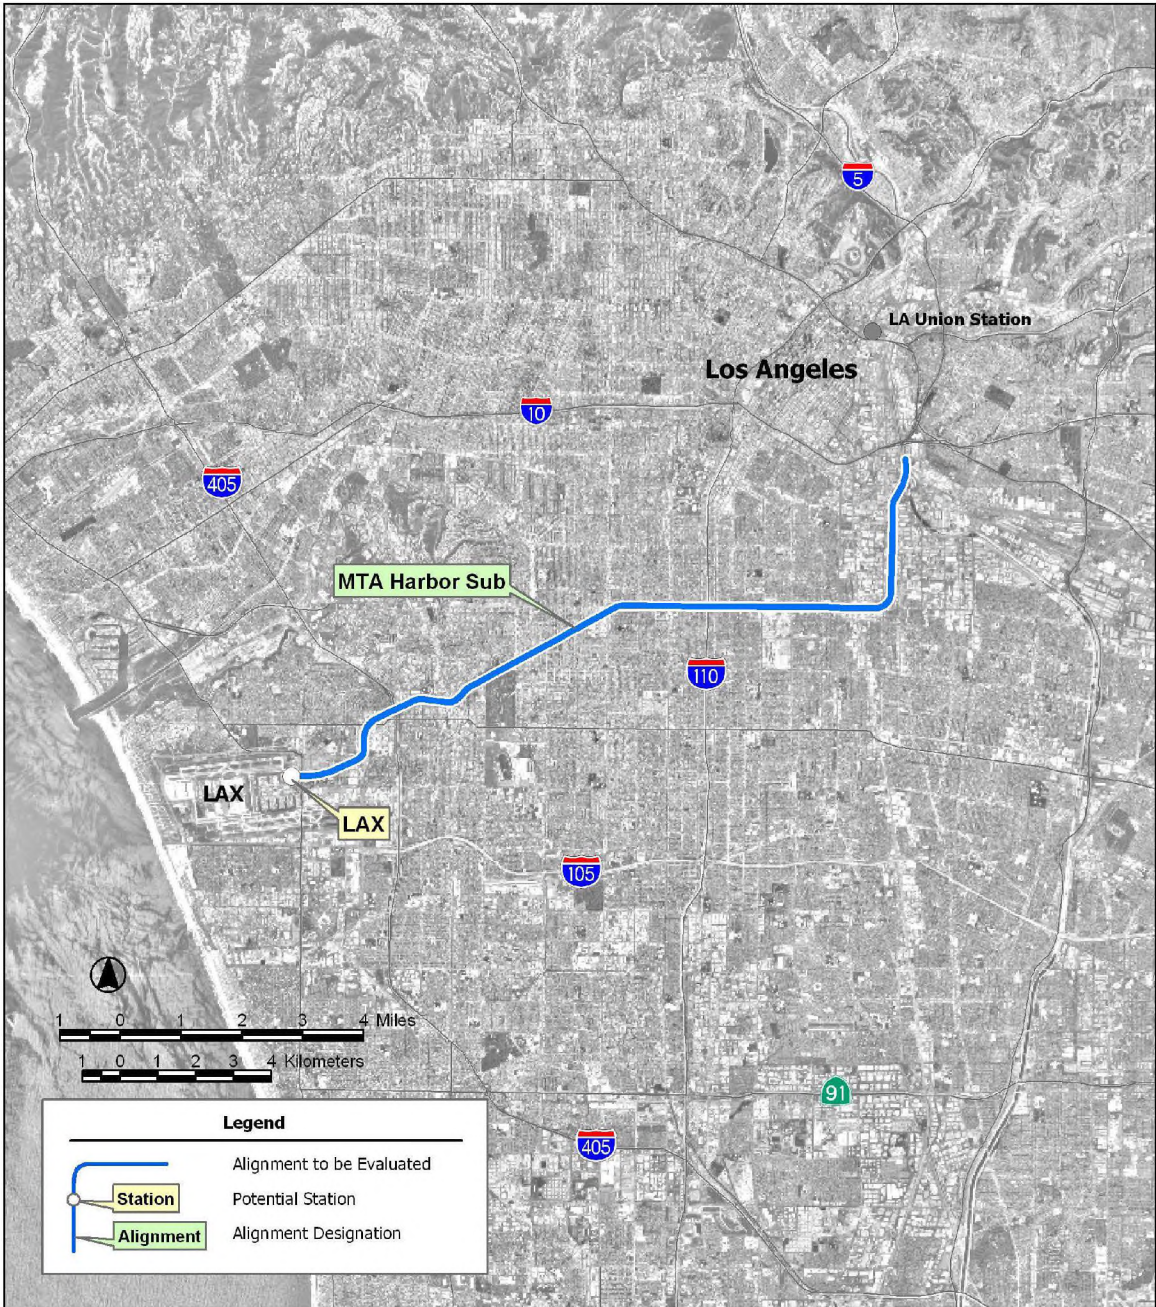 5
LA Union Station
Los Angeles
10
405
MTA Harbor Sub
110
LAX
LAX
105
1 0 1 2 3 4 Miles
1 0 1 2 3 4 Kilometers
91
405
Legend
Alignment to be Evaluated
Station Potential Station
Alignment Alignment Designation